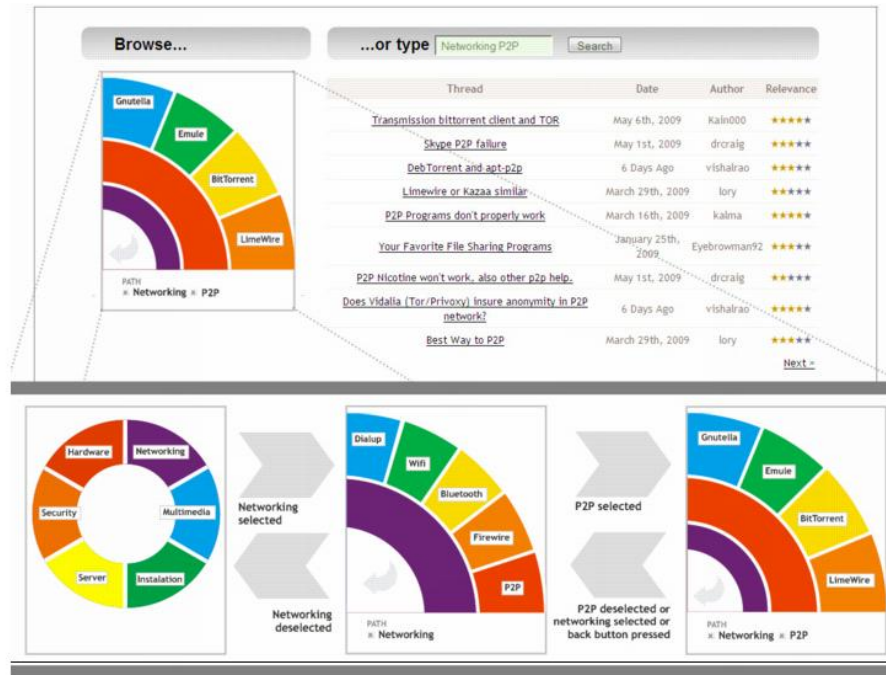 Browse...
...or type Networking P2P Search
Gnutella
Emule
BitTorrent
LimeWire
PATH
Networking P2P
Thread Date Author Relevance
Transmission bittorrent client and TOR May 6th, 2009 Kain000
Skype P2P failure May 1st, 2009 drcraig
DebTorrent and apt-p2p 6 Days Ago vishalrao
Limewire or Kazaa similar March 29th, 2009 lory
P2P Programs don't properly work March 16th, 2009 kalma
Your Favorite File Sharing Programs January 25th, 2009 Eyebrowman92
P2P Nicotine won't work, also other p2p help. May 1st, 2009 drcraig
Does Vidalia (Tor/Privoxy) insure anonymity in P2P
network? 6 Days Ago vishalrao
Best Way to P2P March 29th, 2009 lory
Next
Hardware
Networking
Security
Multimedia
Server
Instalation
Networking
selected
Networking
deselected
Dialup
Wifi
Bluetooth
Firewire
P2P
PATH
Networking
P2P selected
P2P deselected or
networking selected or
back button pressed
Gnutella
Emule
BitTorrent
LimeWire
PATH
Networking P2P